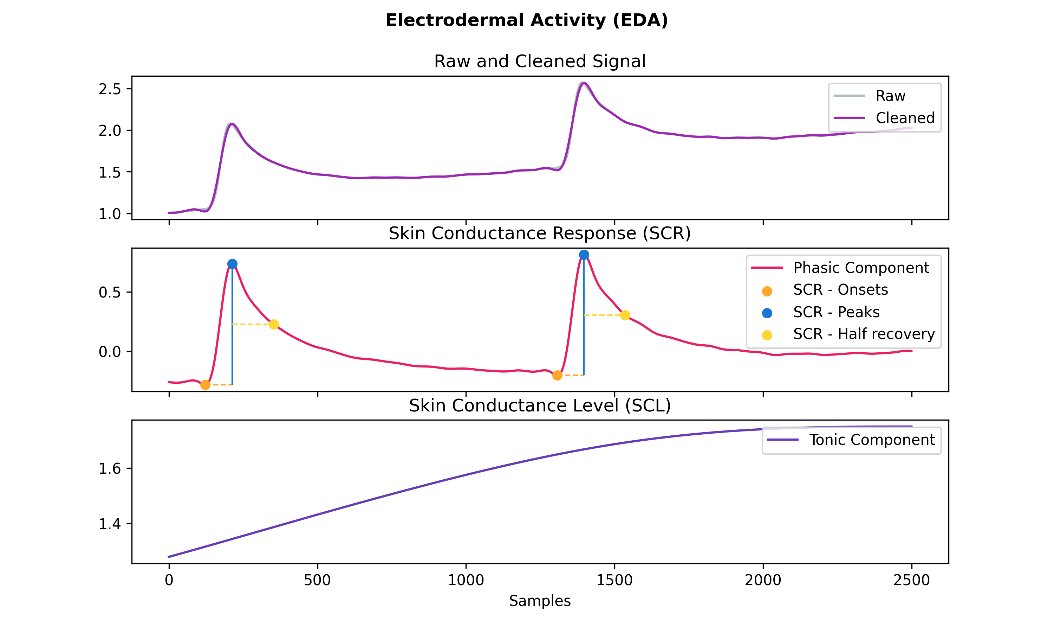 Electrodermal Activity (EDA)
Raw and Cleaned Signal
2.5
2.0
1.5
1.0
Raw
Cleaned
Skin Conductance Response (SCR)
0.5
0.0
Phasic Component
SCR - Onsets
SCR - Peaks
SCR - Half recovery
Skin Conductance Level (SCL)
1.6
1.4
Tonic Component
0 500 1000 1500 2000 2500
Samples